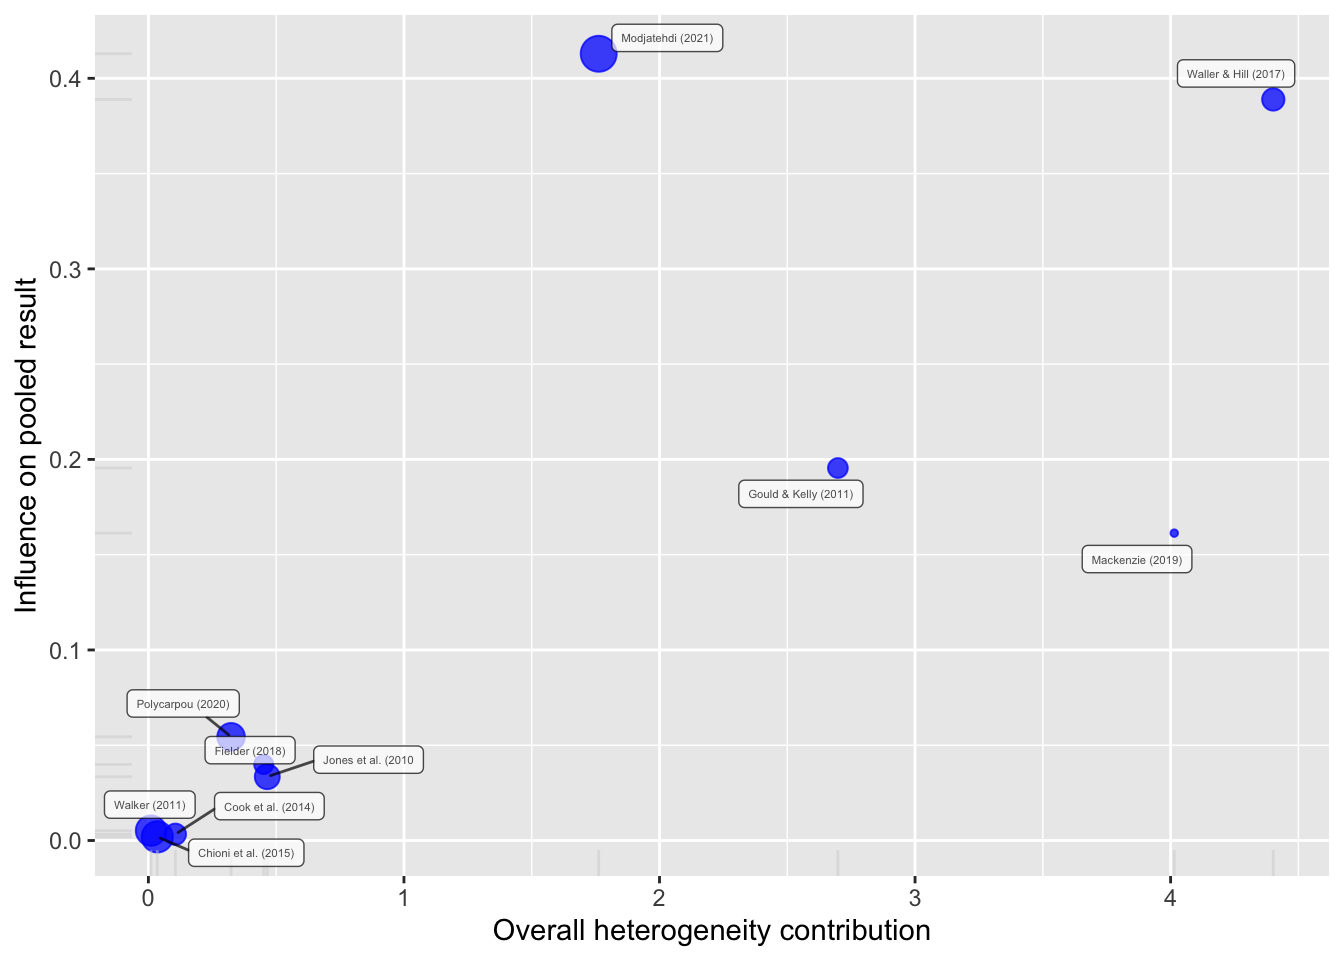 Modjatehdi (2021)
Waller & Hill (2017)
0.4
0.3
0.2
Gould & Kelly (2011)
Mackenzie (2019)
0.1
Polycarpou (2020)
Fielder (2018)
Jones et al. (2010
Walker (2011)
Cook et al. (2014)
0.0
Chioni et al. (2015)
0
1
2
3
4
Overall heterogeneity contribution
Influence on pooled result